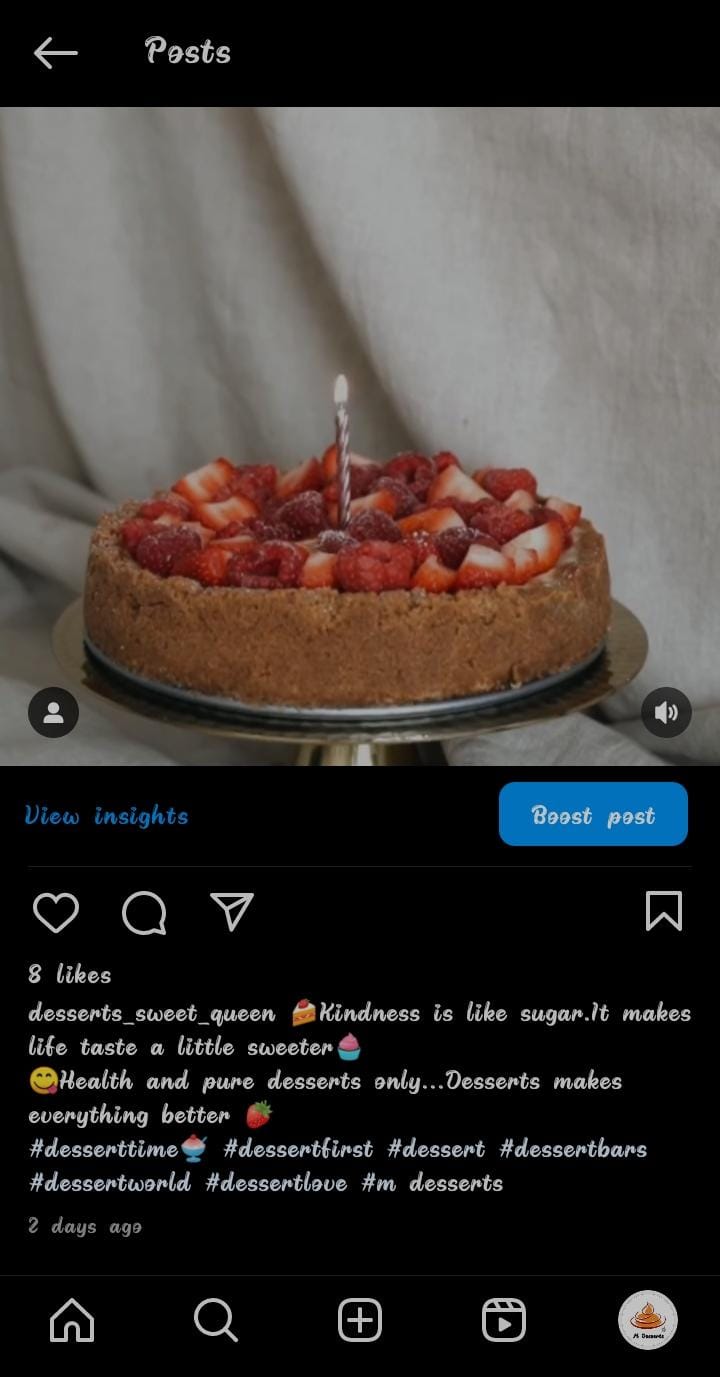 Posts
View insights
Boost post
8 likes
desserts_sweet_queen 🍰Kindness is like sugar.It makes
life taste a little sweeter🧁
😋Health and pure desserts only...Desserts makes
everything better 🍓
#desserttime🍧 #dessertfirst #dessert #dessertbars
#dessertworld #dessertlove #m desserts
2 days ago
M Desserts